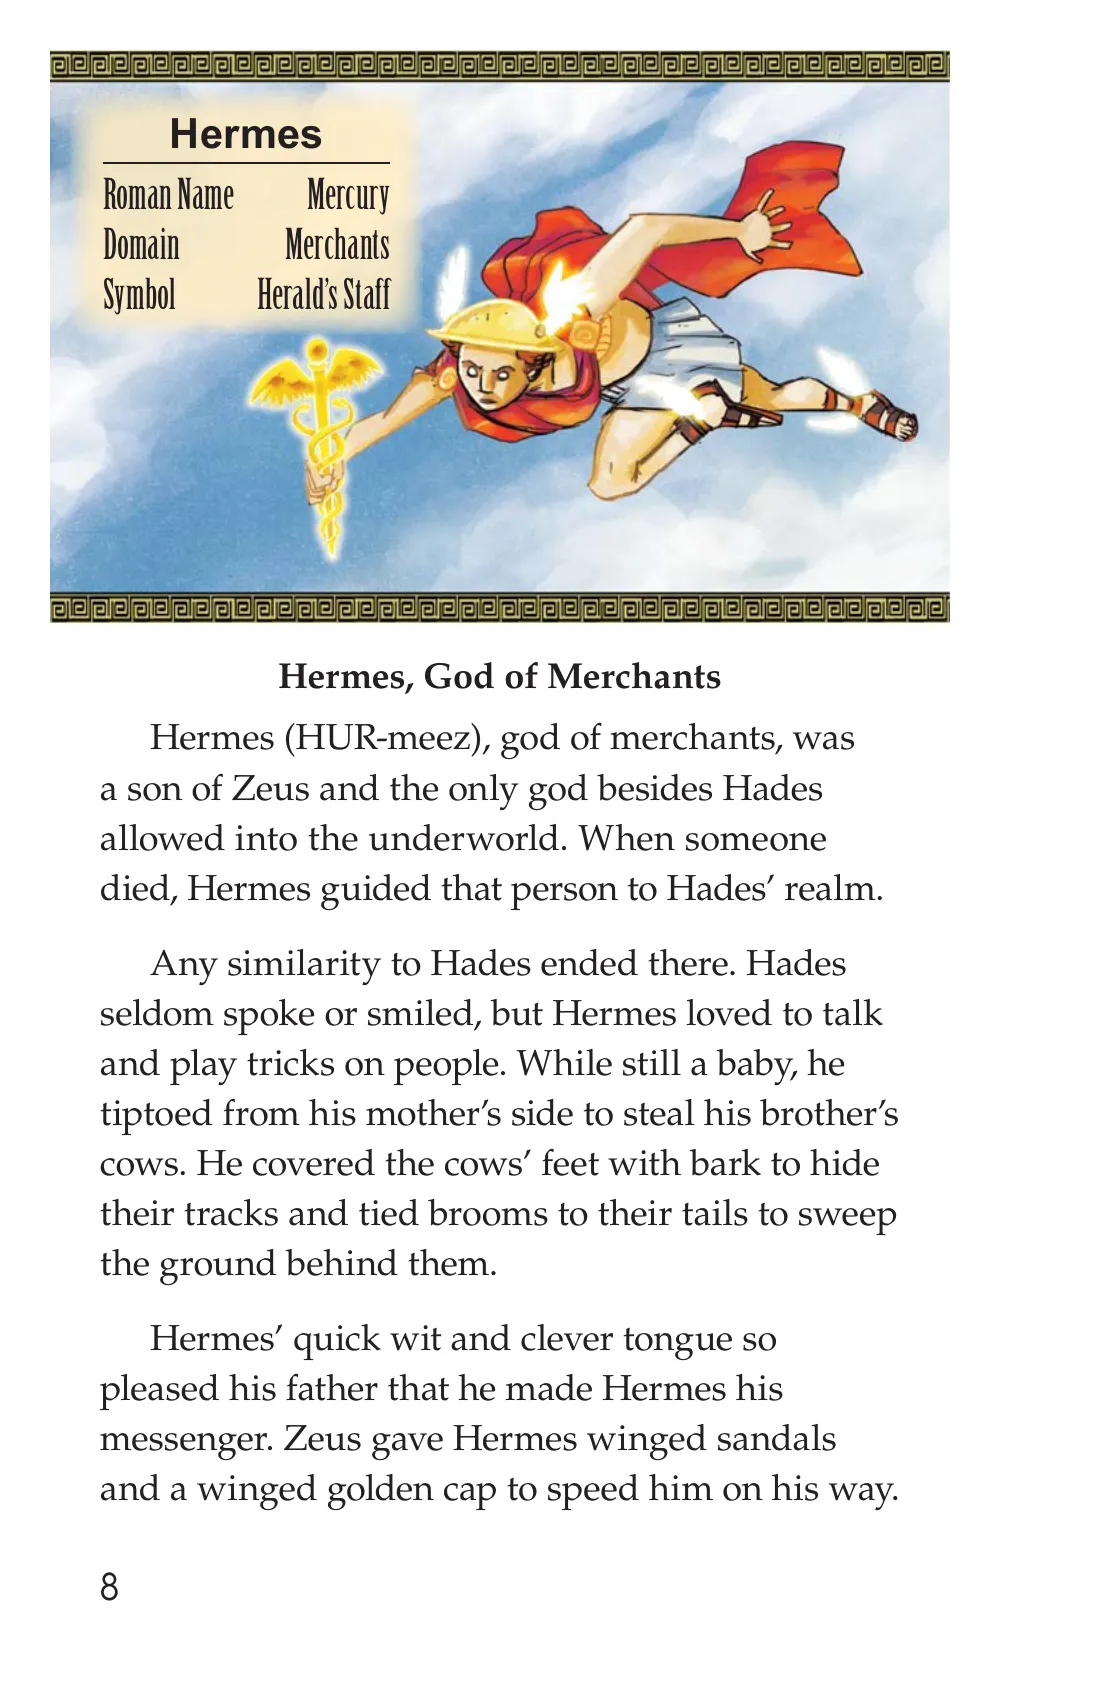 Hermes
Roman Name Mercury
Domain Merchants
Symbol Herald's Staff
Hermes, God of Merchants
Hermes (HUR-meez), god of merchants, was
a son of Zeus and the only god besides Hades
allowed into the underworld. When someone
died, Hermes guided that person to Hades’ realm.
Any similarity to Hades ended there. Hades
seldom spoke or smiled, but Hermes loved to talk
and play tricks on people. While still a baby, he
tiptoed from his mother’s side to steal his brother’s
cows. He covered the cows’ feet with bark to hide
their tracks and tied brooms to their tails to sweep
the ground behind them.
Hermes’ quick wit and clever tongue so
pleased his father that he made Hermes his
messenger. Zeus gave Hermes winged sandals
and a winged golden cap to speed him on his way.
8